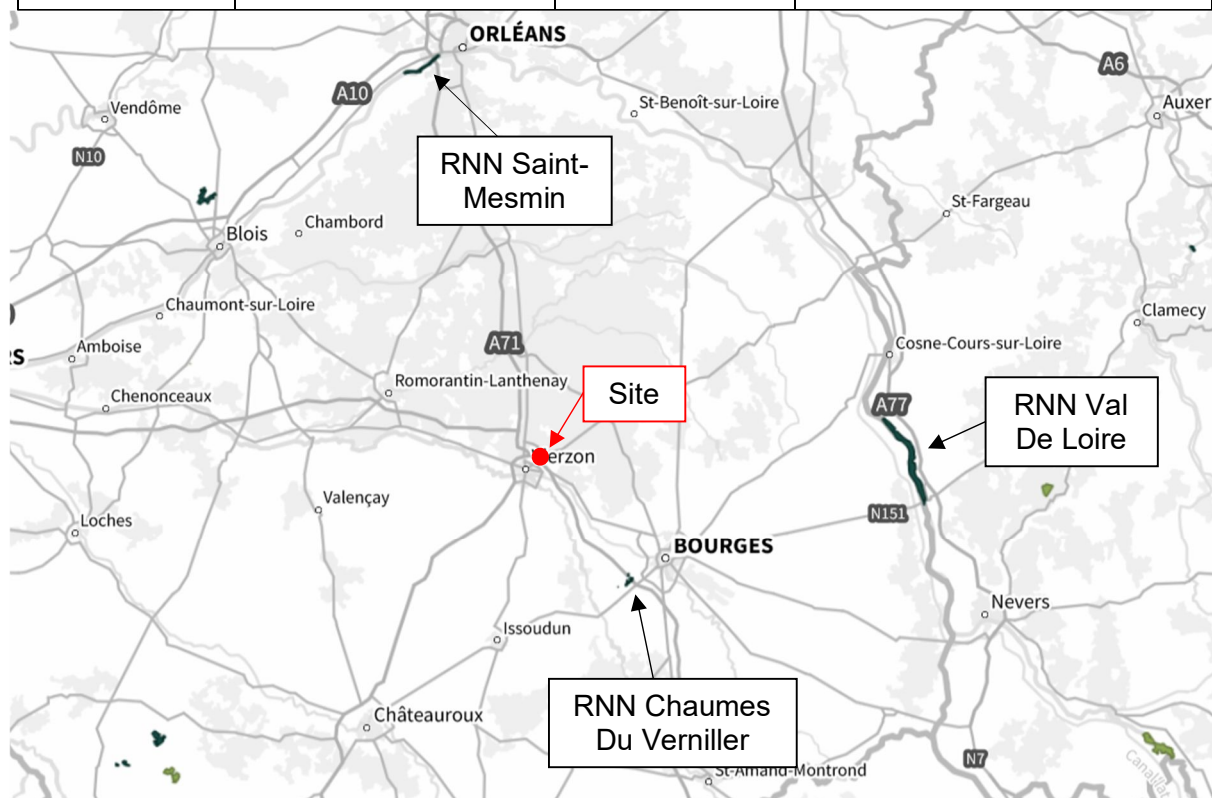 ORLÉANS
A6
A10
Vendôme
St-Benoît-sur-Loire
Auxer
N10
RNN Saint-
Mesmin
St-Fargeau
Chambord
Blois
Chaumont-sur-Loire
Clamecy
A71
Amboise
RS
Cosne-Cours-sur-Loire
Romorantin-Lanthenay
Chenonceaux
Site
A77
RNN Val
De Loire
erzon
Valençay
N151
Loches
BOURGES
Nevers
Issoudun
RNN Chaumes
Du Verniller
Châteauroux
N7
St-Amand-Montrond